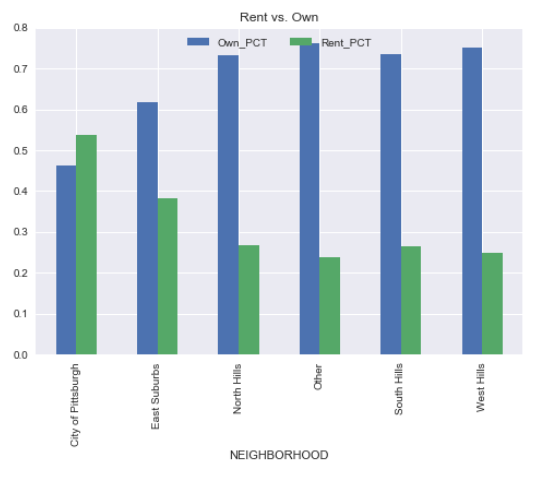 Rent vs. Own
Own_PCT Rent_PCT
0.8
0.7
0.6
0.5
0.4
0.3
0.2
0.1
0.0
City of Pittsburgh
East Suburbs
North Hills
Other
South Hills
West Hills
NEIGHBORHOOD